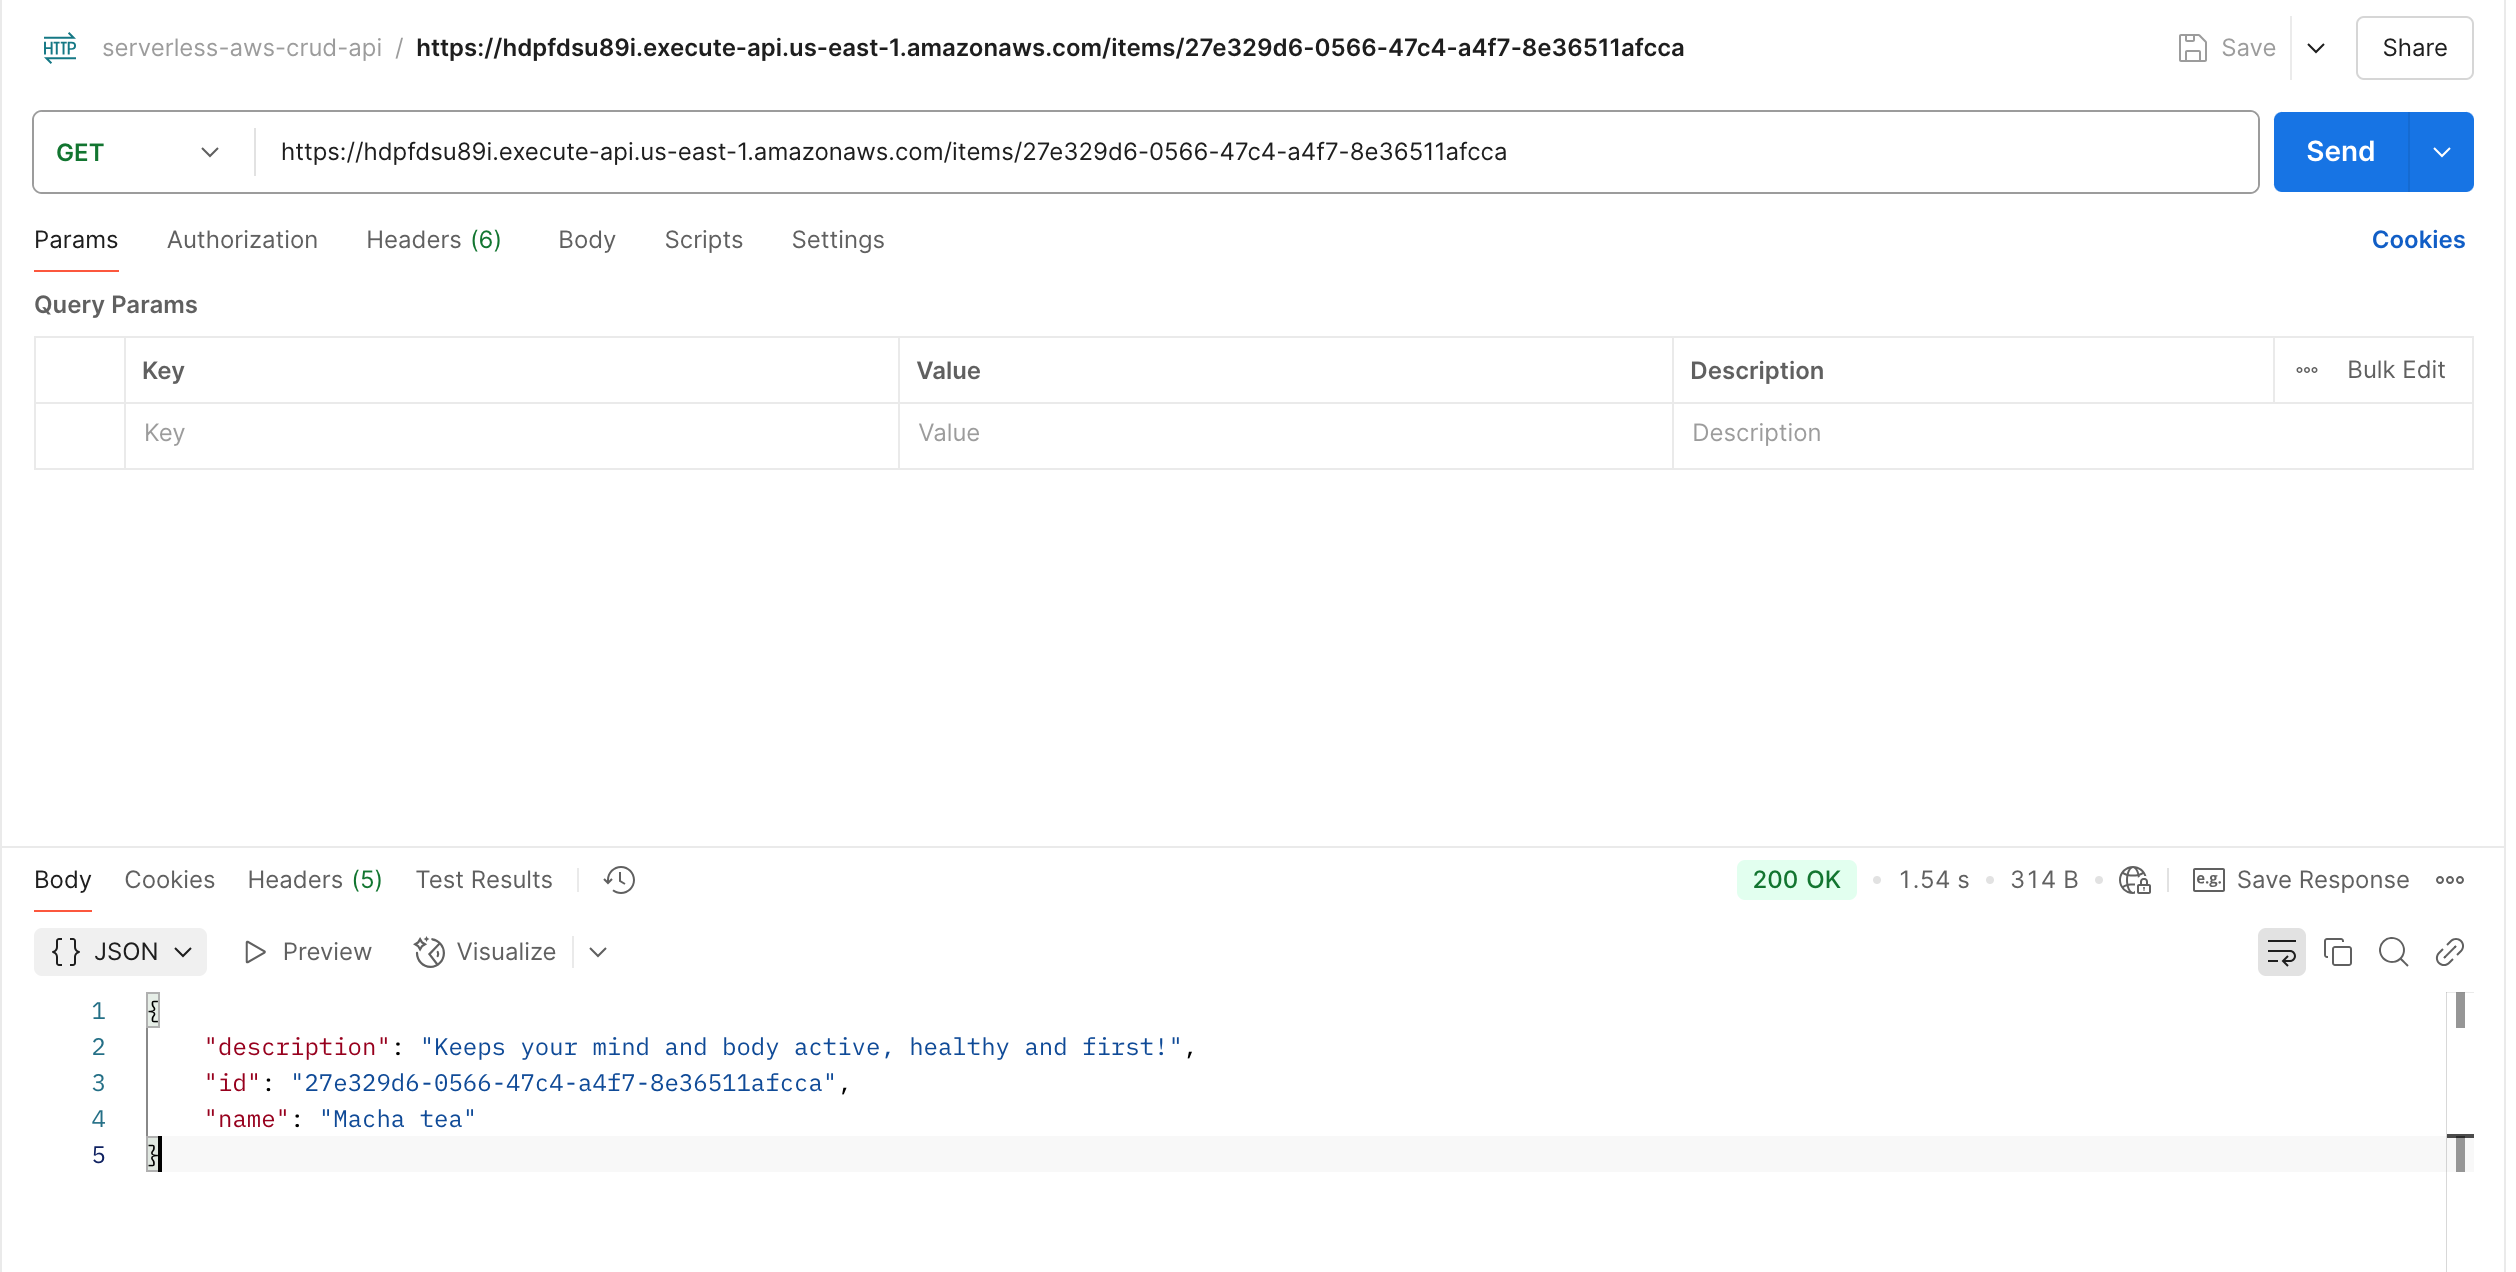 HTTP serverless-aws-crud-api / https://hdpfdsu89i.execute-api.us-east-1.amazonaws.com/items/27e329d6-0566-47c4-a4f7-8e36511afcca Save Share
GET https://hdpfdsu89i.execute-api.us-east-1.amazonaws.com/items/27e329d6-0566-47c4-a4f7-8e36511afcca Send
Params Authorization Headers (6) Body Scripts Settings Cookies
Query Params
Key Value Description Bulk Edit
Key Value Description
Body Cookies Headers (5) Test Results 200 OK 1.54 s 314 B e.g. Save Response
{} JSON Preview Visualize
1 {
2 "description": "Keeps your mind and body active, healthy and first!",
3 "id": "27e329d6-0566-47c4-a4f7-8e36511afcca",
4 "name": "Macha tea"
5 }